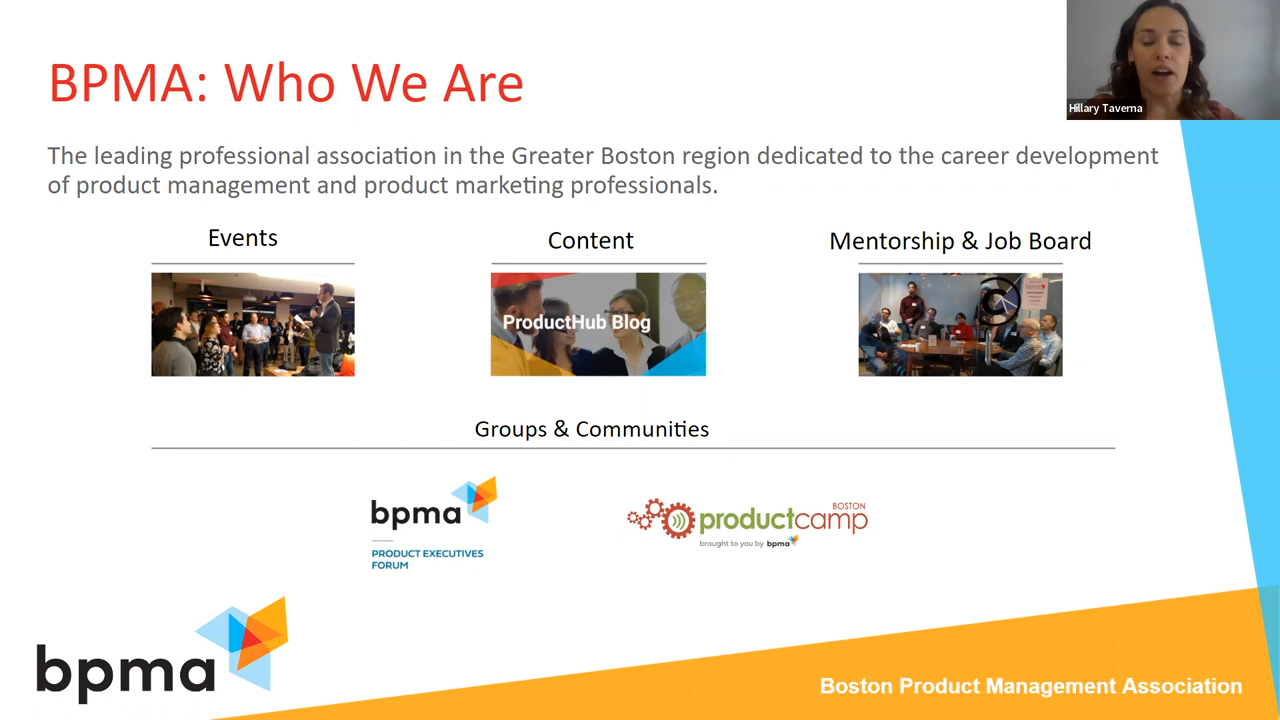 BPMA: Who We Are
Hillary Taverna
The leading professional association in the Greater Boston region dedicated to the career development
of product management and product marketing professionals.
Events
Content
Mentorship & Job Board
ProductHub Blog
bpma
Groups & Communities
bpma
PRODUCT EXECUTIVES
FORUM
BOSTON
productcamp
brought to you by bpma
bpma
Boston Product Management Association